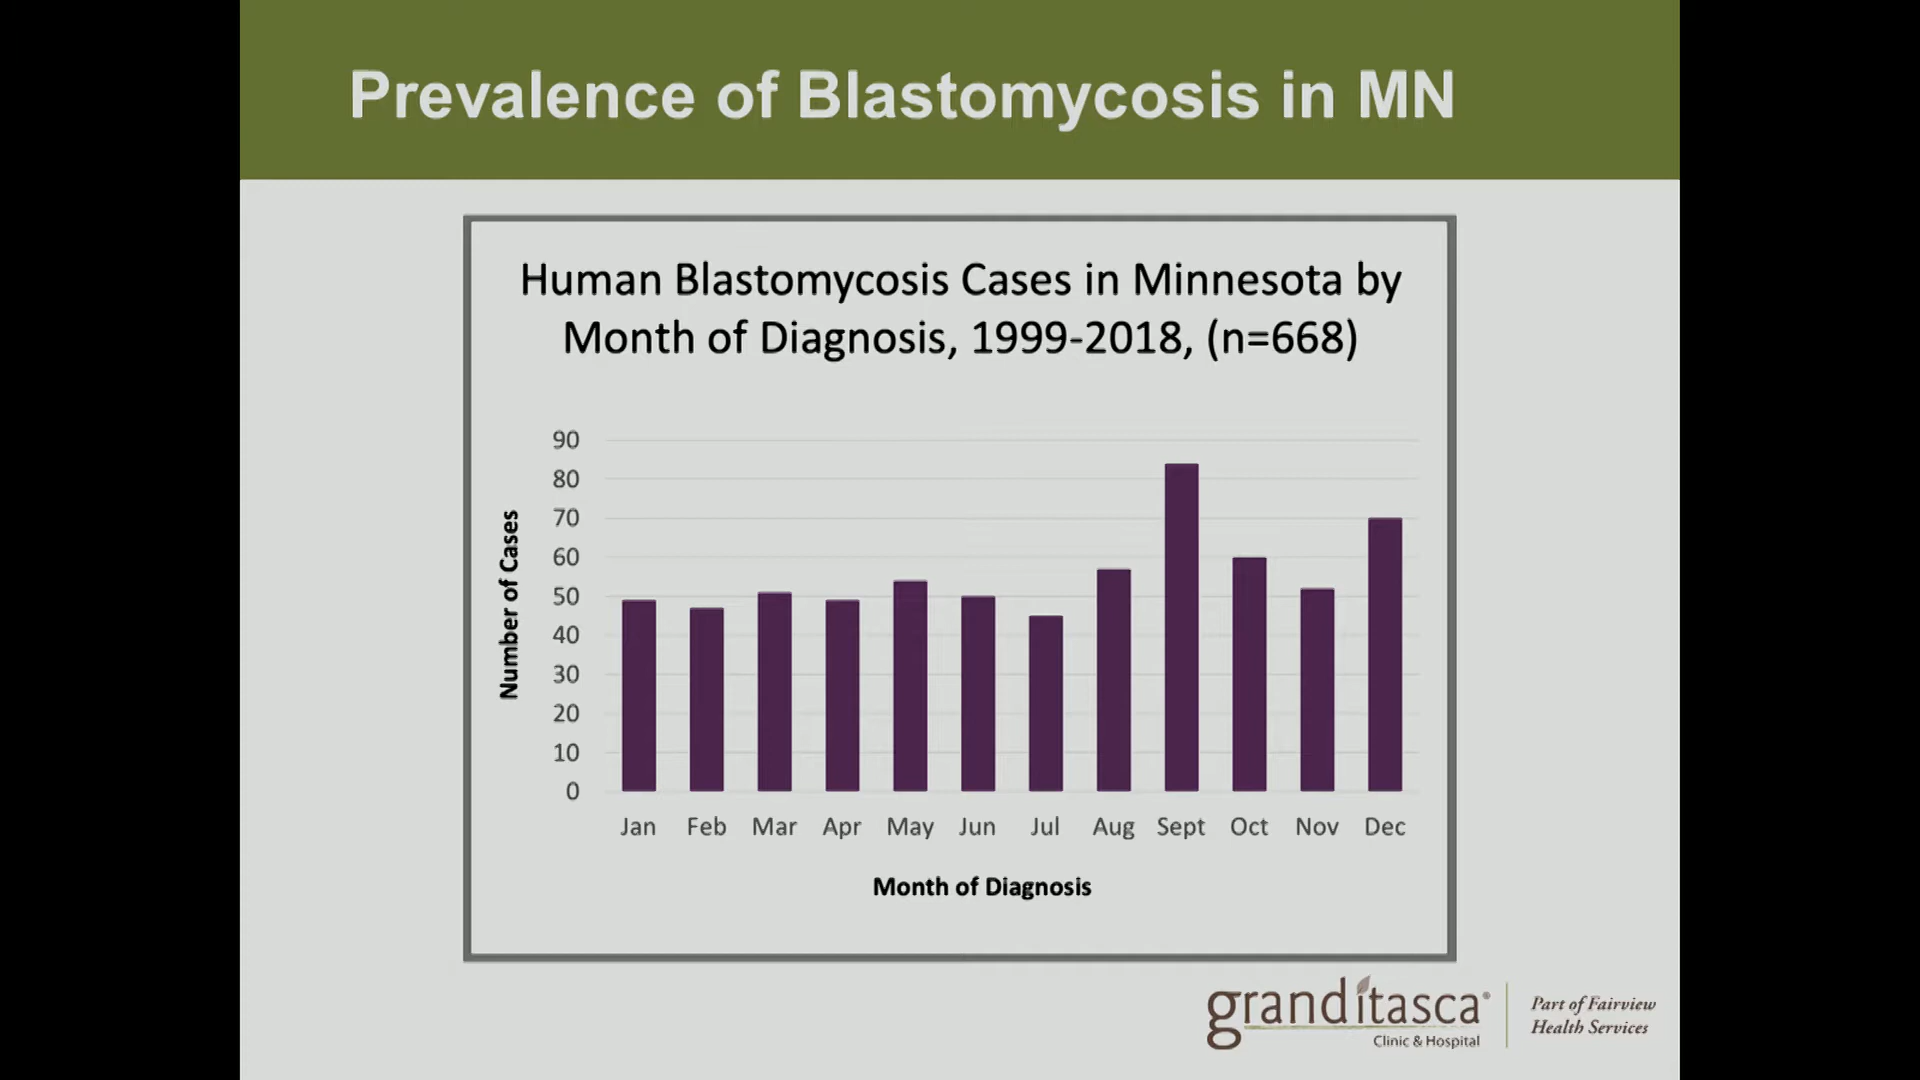 Prevalence of Blastomycosis in MN
Human Blastomycosis Cases in Minnesota by
Month of Diagnosis, 1999-2018, (n=668)
Number of Cases
90
80
70
60
50
40
30
20
10
0
Jan Feb Mar Apr May Jun Jul Aug Sept Oct Nov Dec
Month of Diagnosis
granditasca®
Clinic & Hospital
Part of Fairview
Health Services